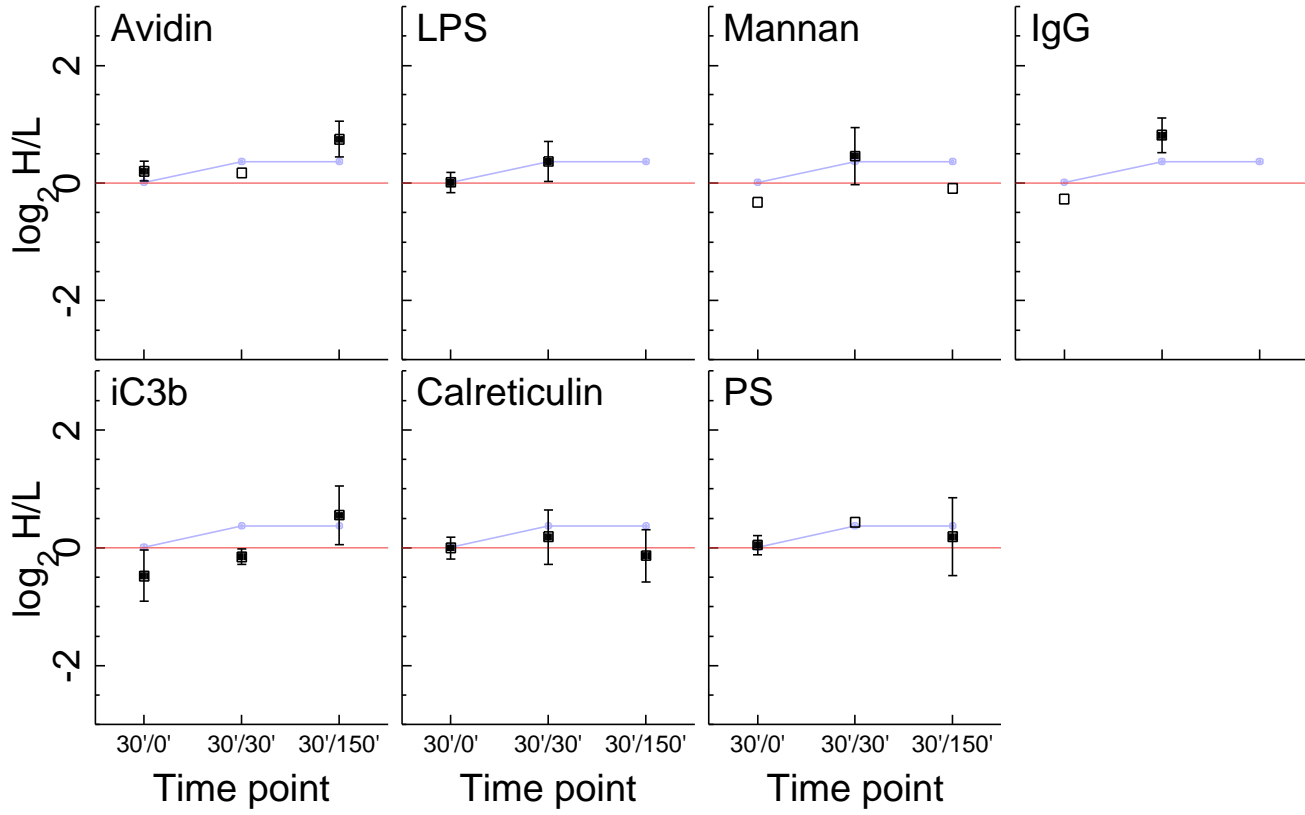 Avidin
LPS
Mannan
IgG
2
0
-2
log2 H/L
iC3b
Calreticulin
PS
2
0
-2
log2 H/L
30'/0' 30'/30' 30'/150'
30'/0' 30'/30' 30'/150'
30'/0' 30'/30' 30'/150'
Time point
Time point
Time point